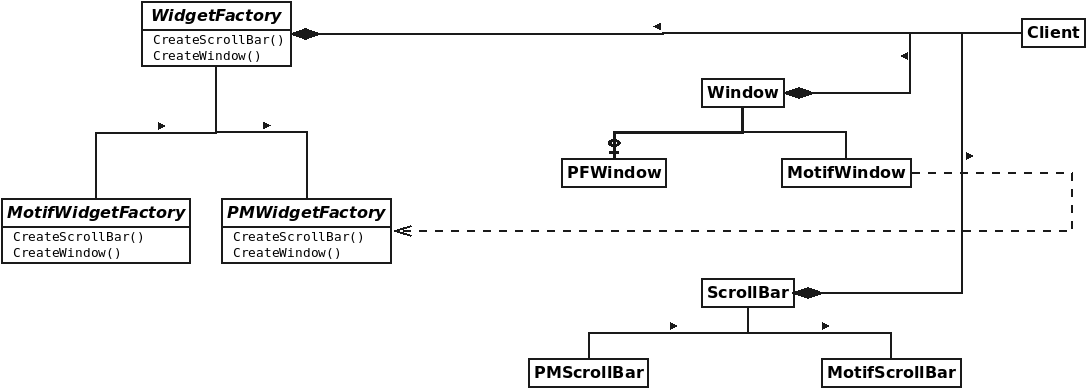 WidgetFactory
CreateScrollBar()
CreateWindow()
Client
Window
PFWindow
MotifWindow
MotifWidgetFactory
CreateScrollBar()
CreateWindow()
PMWidgetFactory
CreateScrollBar()
CreateWindow()
ScrollBar
PMScrollBar
MotifScrollBar